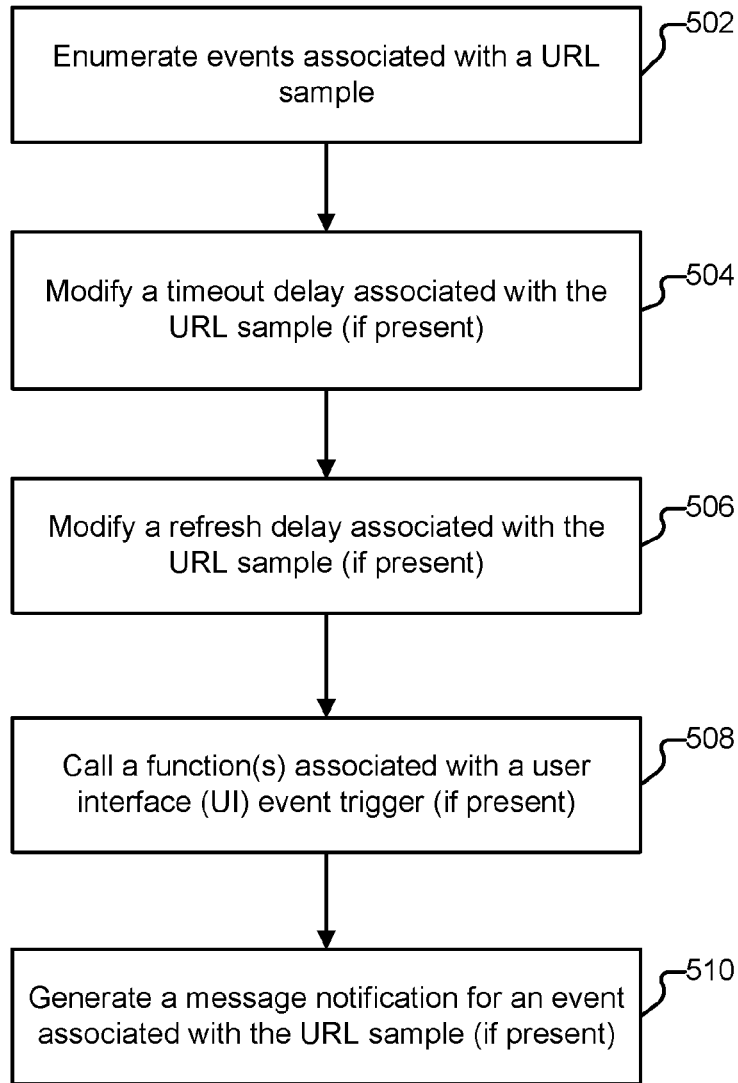 502
Enumerate events associated with a URL
sample
504
Modify a timeout delay associated with the
URL sample (if present)
506
Modify a refresh delay associated with the
URL sample (if present)
508
Call a function(s) associated with a user
interface (UI) event trigger (if present)
510
Generate a message notification for an event
associated with the URL sample (if present)